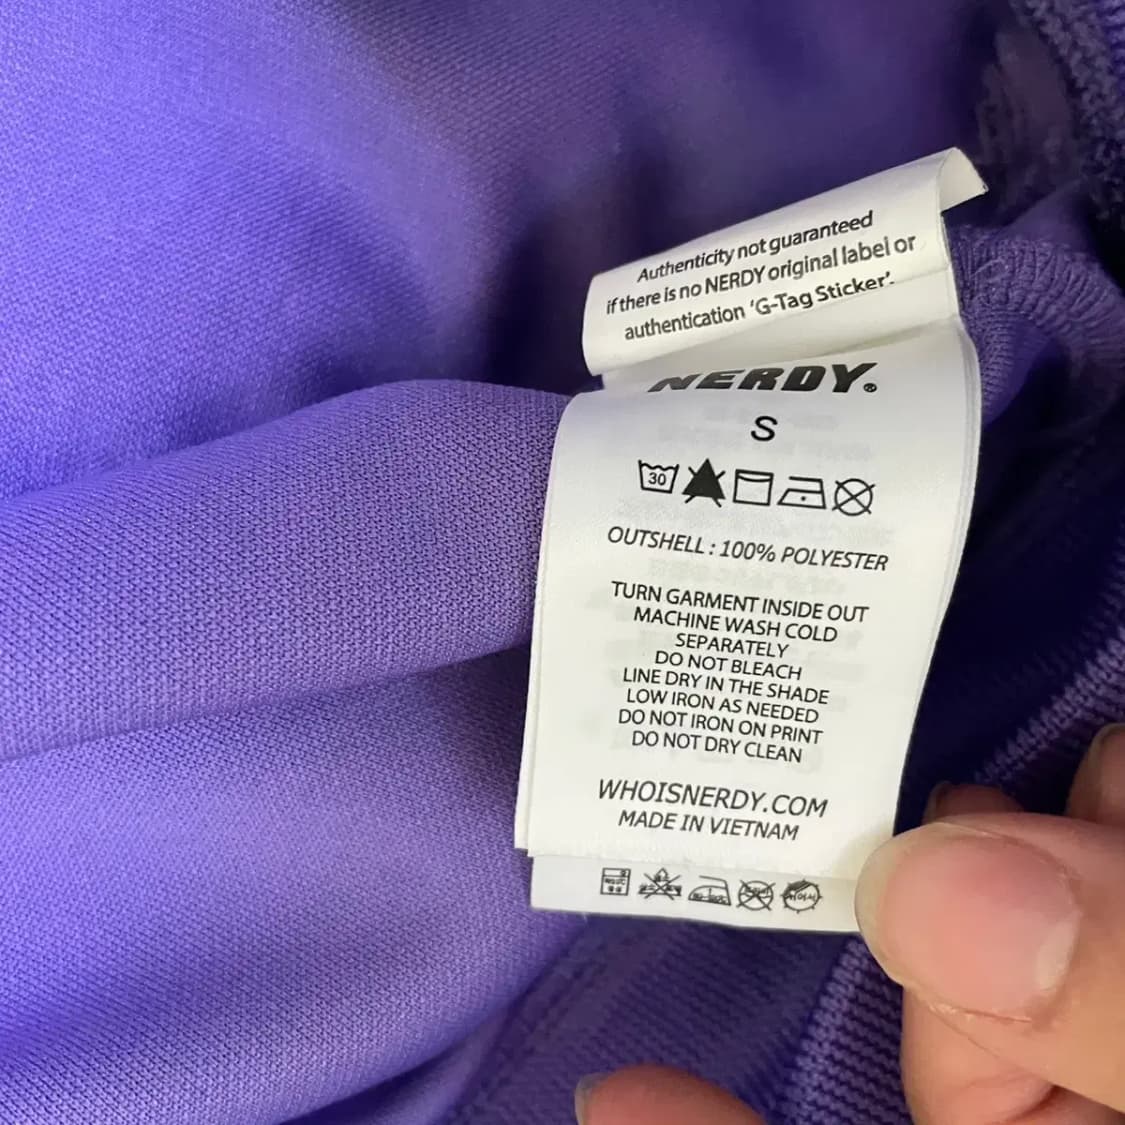 Authenticity not guaranteed
if there is no NERDY original label or
authentication 'G-Tag Sticker'.
NERDY®
S
30
OUTSHELL : 100% POLYESTER
TURN GARMENT INSIDE OUT
MACHINE WASH COLD
SEPARATELY
DO NOT BLEACH
LINE DRY IN THE SHADE
LOW IRON AS NEEDED
DO NOT IRON ON PRINT
DO NOT DRY CLEAN
WHOISNERDY.COM
MADE IN VIETNAM